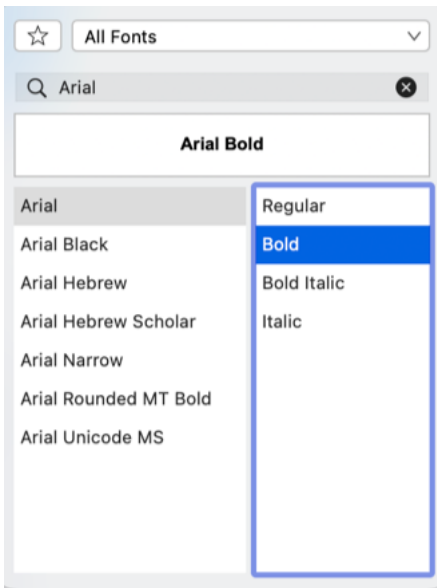 All Fonts
Arial
Arial Bold
Arial
Arial Black
Arial Hebrew
Arial Hebrew Scholar
Arial Narrow
Arial Rounded MT Bold
Arial Unicode MS
Regular
Bold
Bold Italic
Italic